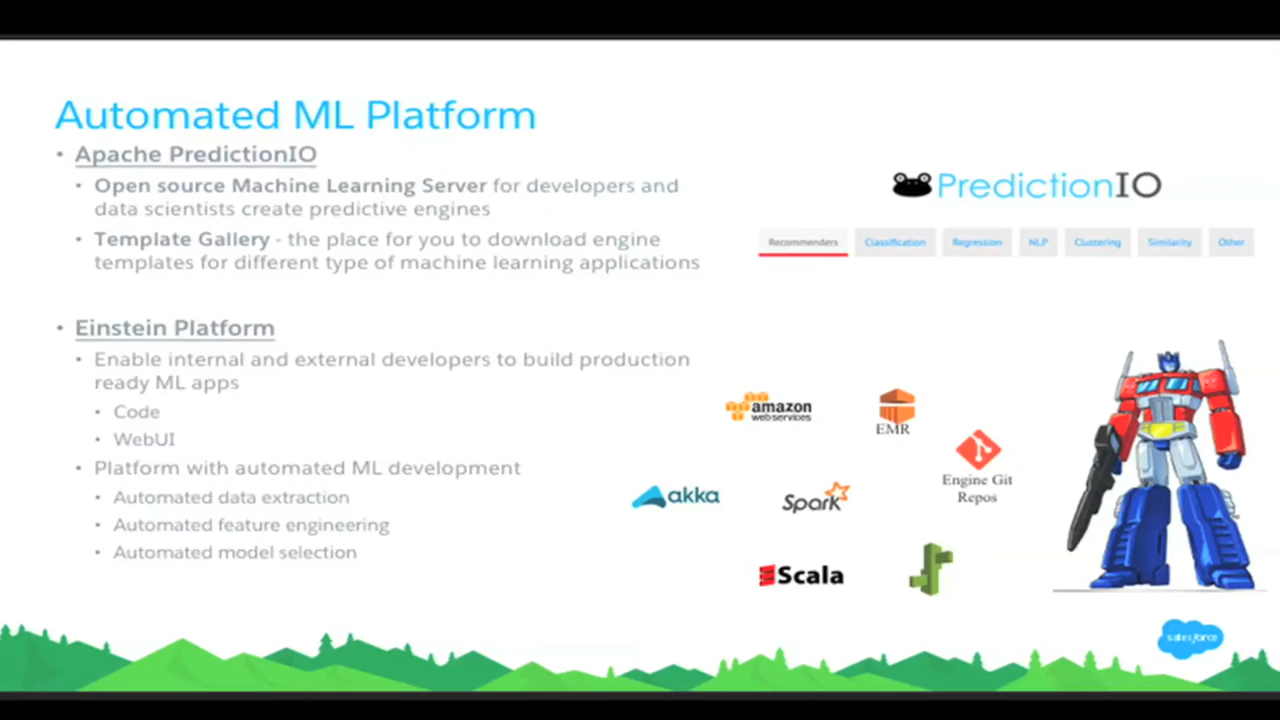 Automated ML Platform
• Apache PredictionIO
• Open source Machine Learning Server for developers and
data scientists create predictive engines
• Template Gallery - the place for you to download engine
templates for different type of machine learning applications
• Einstein Platform
• Enable internal and external developers to build production
ready ML apps
• Code
• WebUI
• Platform with automated ML development
• Automated data extraction
• Automated feature engineering
• Automated model selection
PredictionIO
Recommenders Classification Regression NLP Clustering Similarity Other
amazon
webservices
EMR
Engine Git
Repos
akka
Spark
Scala
salesforce